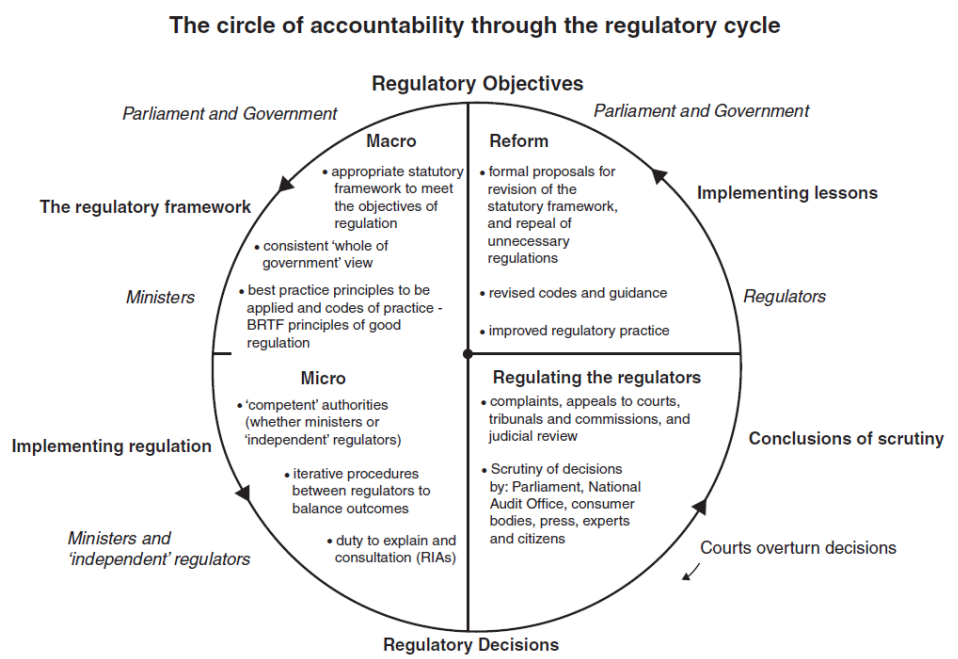 The circle of accountability through the regulatory cycle
Regulatory Objectives
Parliament and Government
Parliament and Government
Macro
• appropriate statutory
framework to meet
the objectives of
regulation
• consistent ‘whole of
government’ view
• best practice principles to be
applied and codes of practice -
BRTF principles of good
regulation
The regulatory framework
Ministers
Reform
• formal proposals for
revision of the
statutory framework,
and repeal of
unnecessary
regulations
• revised codes and guidance
• improved regulatory practice
Implementing lessons
Regulators
Micro
• ‘competent’ authorities
(whether ministers or
‘independent’ regulators)
• iterative procedures
between regulators to
balance outcomes
• duty to explain and
consultation (RIAs)
Implementing regulation
Ministers and
‘independent’ regulators
Regulating the regulators
• complaints, appeals to courts,
tribunals and commissions, and
judicial review
• Scrutiny of decisions
by: Parliament, National
Audit Office, consumer
bodies, press, experts
and citizens
Conclusions of scrutiny
Courts overturn decisions
Regulatory Decisions